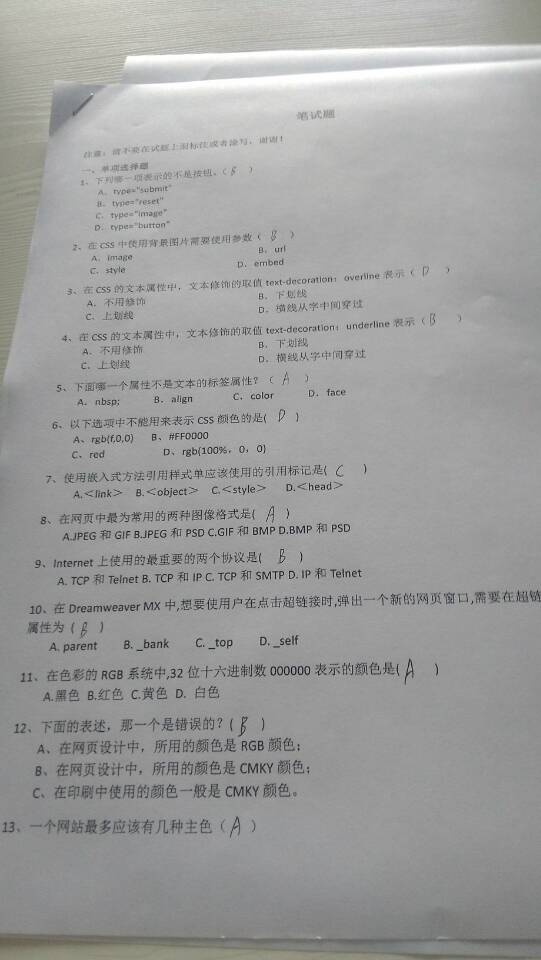 笔试题
注意：请不要在试题上面标注或者涂写，谢谢！
一、单项选择题
1、下列哪一项表示的不是按钮。（ B ）
A. type="submit"
B. type="reset"
C. type="image"
D. type="button"
2、在 CSS 中使用背景图片需要使用参数（ B ）
A. image B. url
C. style D. embed
3、在 CSS 的文本属性中，文本修饰的取值 text-decoration：overline 表示（ D ）
A. 不用修饰 B. 下划线
C. 上划线 D. 横线从字中间穿过
4、在 CSS 的文本属性中，文本修饰的取值 text-decoration：underline 表示（ B ）
A. 不用修饰 B. 下划线
C. 上划线 D. 横线从字中间穿过
5、下面哪一个属性不是文本的标签属性？（ A ）
A. nbsp; B. align C. color D. face
6、以下选项中不能用来表示 CSS 颜色的是( D )
A、rgb(f,0,0) B、#FF0000
C、red D、rgb(100%，0，0)
7、使用嵌入式方法引用样式单应该使用的引用标记是( C )
A.<link> B.<object> C.<style> D.<head>
8、在网页中最为常用的两种图像格式是( A )
A.JPEG 和 GIF B.JPEG 和 PSD C.GIF 和 BMP D.BMP 和 PSD
9、Internet 上使用的最重要的两个协议是( B )
A. TCP 和 Telnet B. TCP 和 IP C. TCP 和 SMTP D. IP 和 Telnet
10、在 Dreamweaver MX 中,想要使用户在点击超链接时,弹出一个新的网页窗口,需要在超链
属性为 ( B )
A. parent B. _bank C. _top D. _self
11、在色彩的 RGB 系统中,32 位十六进制数 000000 表示的颜色是( A )
A.黑色 B.红色 C.黄色 D. 白色
12、下面的表述，那一个是错误的？( B )
A、在网页设计中，所用的颜色是 RGB 颜色；
B、在网页设计中，所用的颜色是 CMKY 颜色；
C、在印刷中使用的颜色一般是 CMKY 颜色。
13、一个网站最多应该有几种主色（ A ）